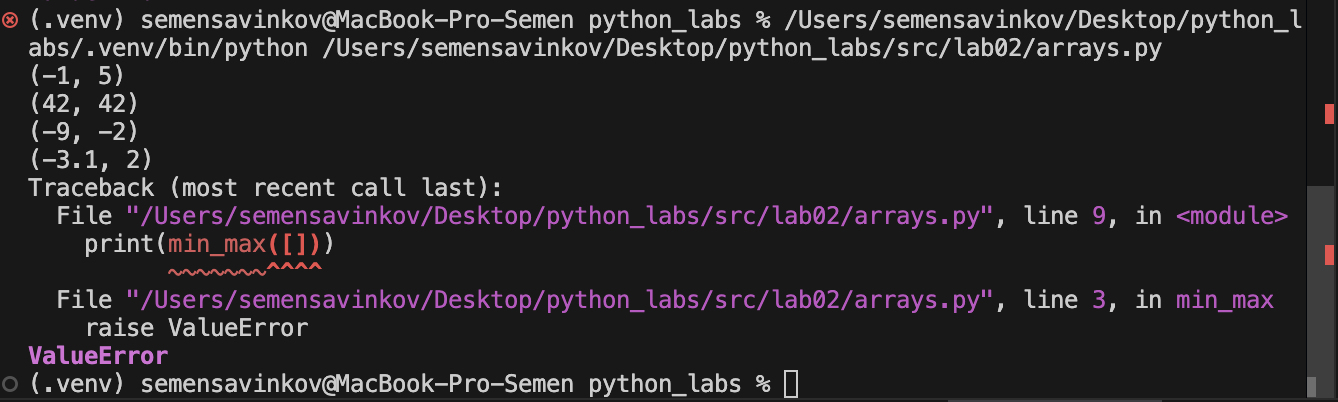 (.venv) semensavinkov@MacBook-Pro-Semen python_labs % /Users/semensavinkov/Desktop/python_l
abs/.venv/bin/python /Users/semensavinkov/Desktop/python_labs/src/lab02/arrays.py
(-1, 5)
(42, 42)
(-9, -2)
(-3.1, 2)
Traceback (most recent call last):
  File "/Users/semensavinkov/Desktop/python_labs/src/lab02/arrays.py", line 9, in <module>
    print(min_max([]))
          ~~~~~~~^^^^
  File "/Users/semensavinkov/Desktop/python_labs/src/lab02/arrays.py", line 3, in min_max
    raise ValueError
ValueError
(.venv) semensavinkov@MacBook-Pro-Semen python_labs %